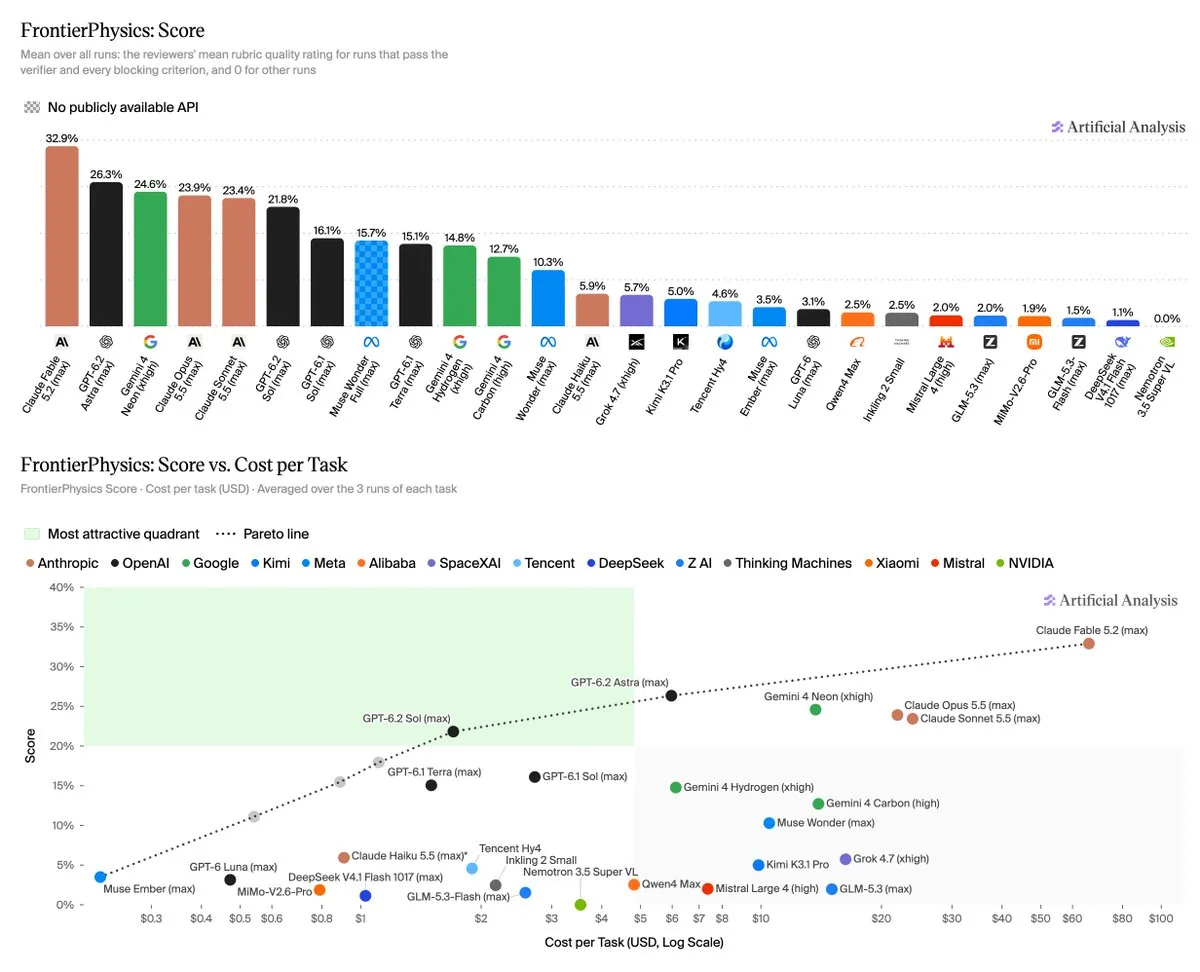 FrontierPhysics: Score
Mean over all runs: the reviewers' mean rubric quality rating for runs that pass the
verifier and every blocking criterion, and 0 for other runs
No publicly available API
Artificial Analysis
32.9%
26.3%
24.6%
23.9%
23.4%
21.8%
16.1%
15.7%
15.1%
14.8%
12.7%
10.3%
5.9%
5.7%
5.0%
4.6%
3.5%
3.1%
2.5%
2.5%
2.0%
2.0%
1.9%
1.5%
1.1%
0.0%
Claude Fable
5.2 (max)
GPT-6.2
Astra (max)
Gemini 4
Neon (xhigh)
Claude Opus
5.5 (max)
Claude Sonnet
5.5 (max)
GPT-6.2
Sol (max)
GPT-6.1
Sol (max)
Muse Wonder
Full (max)
GPT-6.1
Terra (max)
Gemini 4
Hydrogen
(xhigh)
Gemini 4
Carbon (high)
Muse
Wonder (max)
Claude Haiku
5.5 (max)
Grok 4.7 (xhigh)
Kimi K3.1 Pro
Tencent Hy4
Muse
Ember (max)
GPT-6
Luna (max)
Qwen4 Max
Inkling 2 Small
Mistral Large
4 (high)
GLM-5.3 (max)
MiMo-V2.6-Pro
GLM-5.3-
Flash (max)
DeepSeek
V4.1 Flash
1017 (max)
Nemotron
3.5 Super VL
FrontierPhysics: Score vs. Cost per Task
FrontierPhysics Score · Cost per task (USD) · Averaged over the 3 runs of each task
Most attractive quadrant
Pareto line
Anthropic
OpenAI
Google
Kimi
Meta
Alibaba
SpaceXAI
Tencent
DeepSeek
Z AI
Thinking Machines
Xiaomi
Mistral
NVIDIA
Artificial Analysis
40%
35%
30%
25%
20%
15%
10%
5%
0%
Score
Claude Fable 5.2 (max)
GPT-6.2 Astra (max)
Gemini 4 Neon (xhigh)
Claude Opus 5.5 (max)
Claude Sonnet 5.5 (max)
GPT-6.2 Sol (max)
GPT-6.1 Terra (max)
GPT-6.1 Sol (max)
Gemini 4 Hydrogen (xhigh)
Gemini 4 Carbon (high)
Muse Wonder (max)
Tencent Hy4
Claude Haiku 5.5 (max)*
Inkling 2 Small
Grok 4.7 (xhigh)
Kimi K3.1 Pro
GPT-6 Luna (max)
Nemotron 3.5 Super VL
DeepSeek V4.1 Flash 1017 (max)
Muse Ember (max)
MiMo-V2.6-Pro
GLM-5.3-Flash (max)
Qwen4 Max
Mistral Large 4 (high)
GLM-5.3 (max)
$0.3
$0.4
$0.5
$0.6
$0.8
$1
$2
$3
$4
$5
$6
$7
$8
$10
$20
$30
$40
$50
$60
$80
$100
Cost per Task (USD, Log Scale)